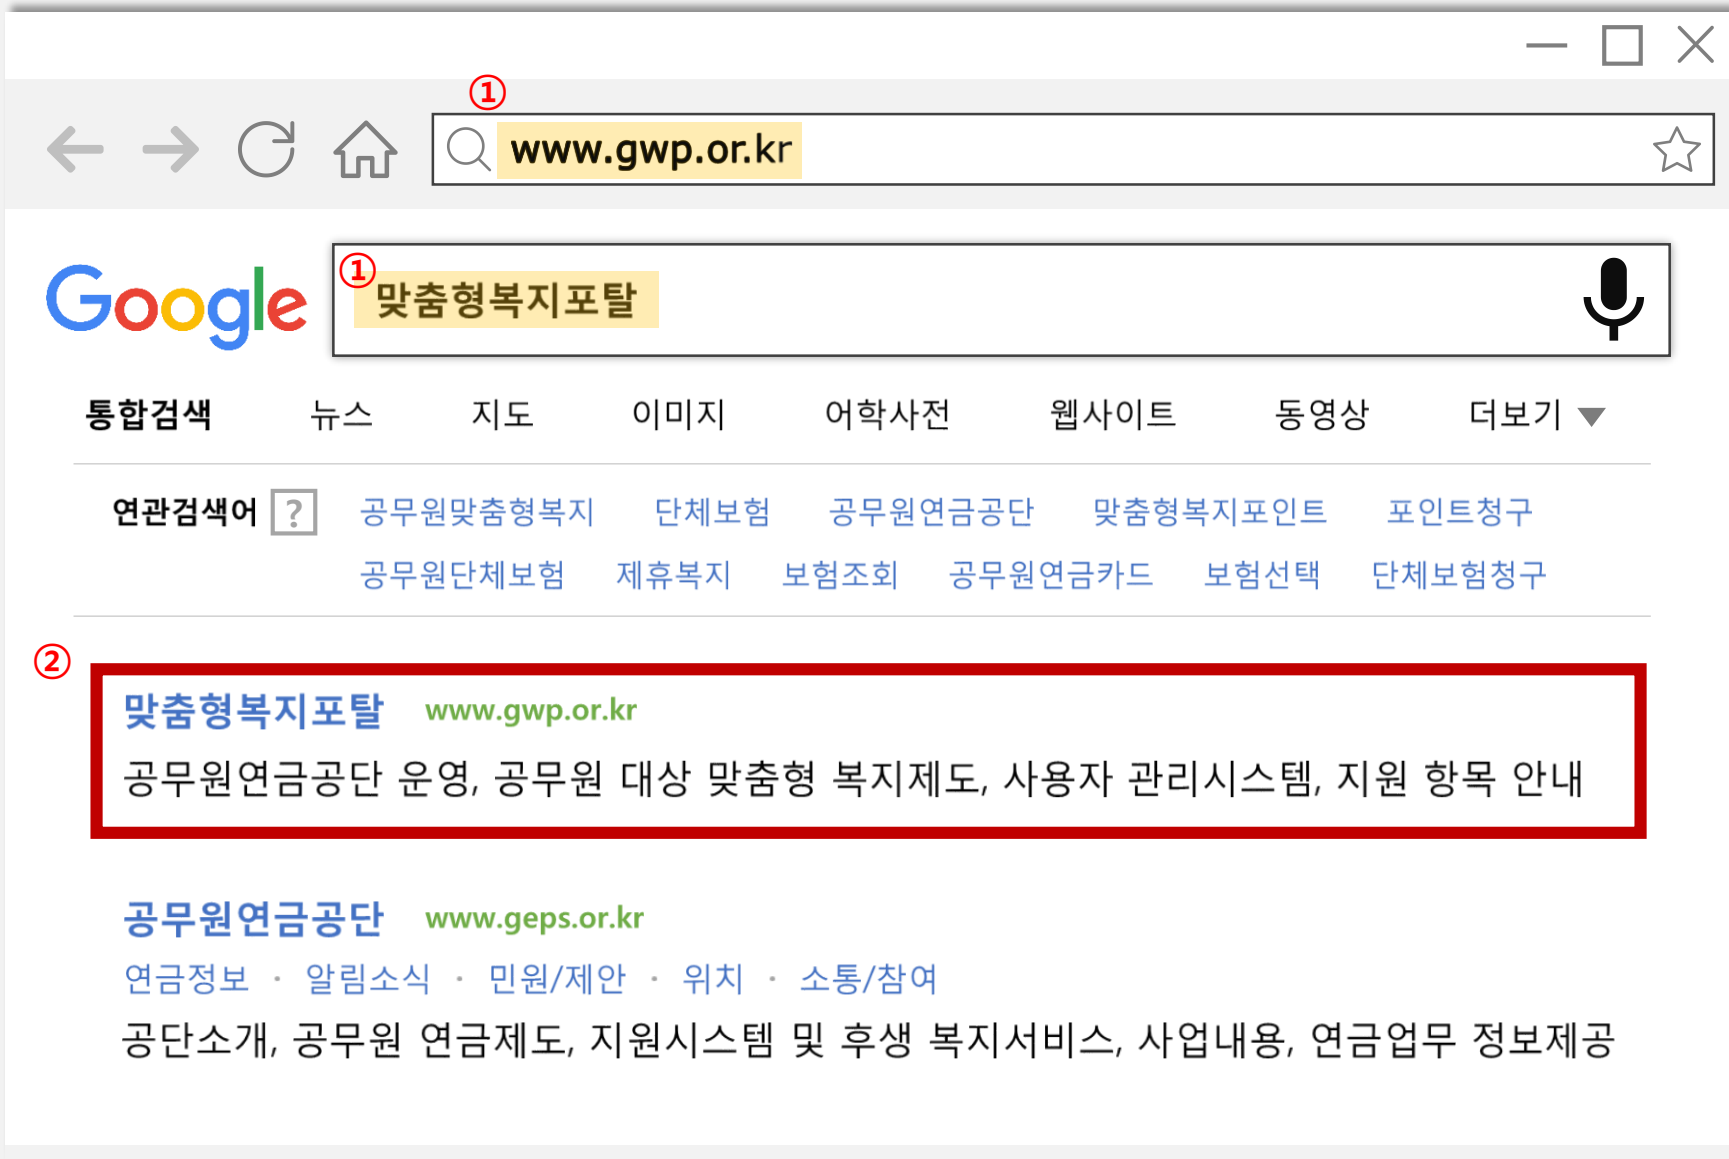 ①
www.gwp.or.kr
Google ① 맞춤형복지포탈
통합검색 뉴스 지도 이미지 어학사전 웹사이트 동영상 더보기 ▼
연관검색어 ? 공무원맞춤형복지 단체보험 공무원연금공단 맞춤형복지포인트 포인트청구
공무원단체보험 제휴복지 보험조회 공무원연금카드 보험선택 단체보험청구
②
맞춤형복지포탈 www.gwp.or.kr
공무원연금공단 운영, 공무원 대상 맞춤형 복지제도, 사용자 관리시스템, 지원 항목 안내
공무원연금공단 www.geps.or.kr
연금정보 · 알림소식 · 민원/제안 · 위치 · 소통/참여
공단소개, 공무원 연금제도, 지원시스템 및 후생 복지서비스, 사업내용, 연금업무 정보제공